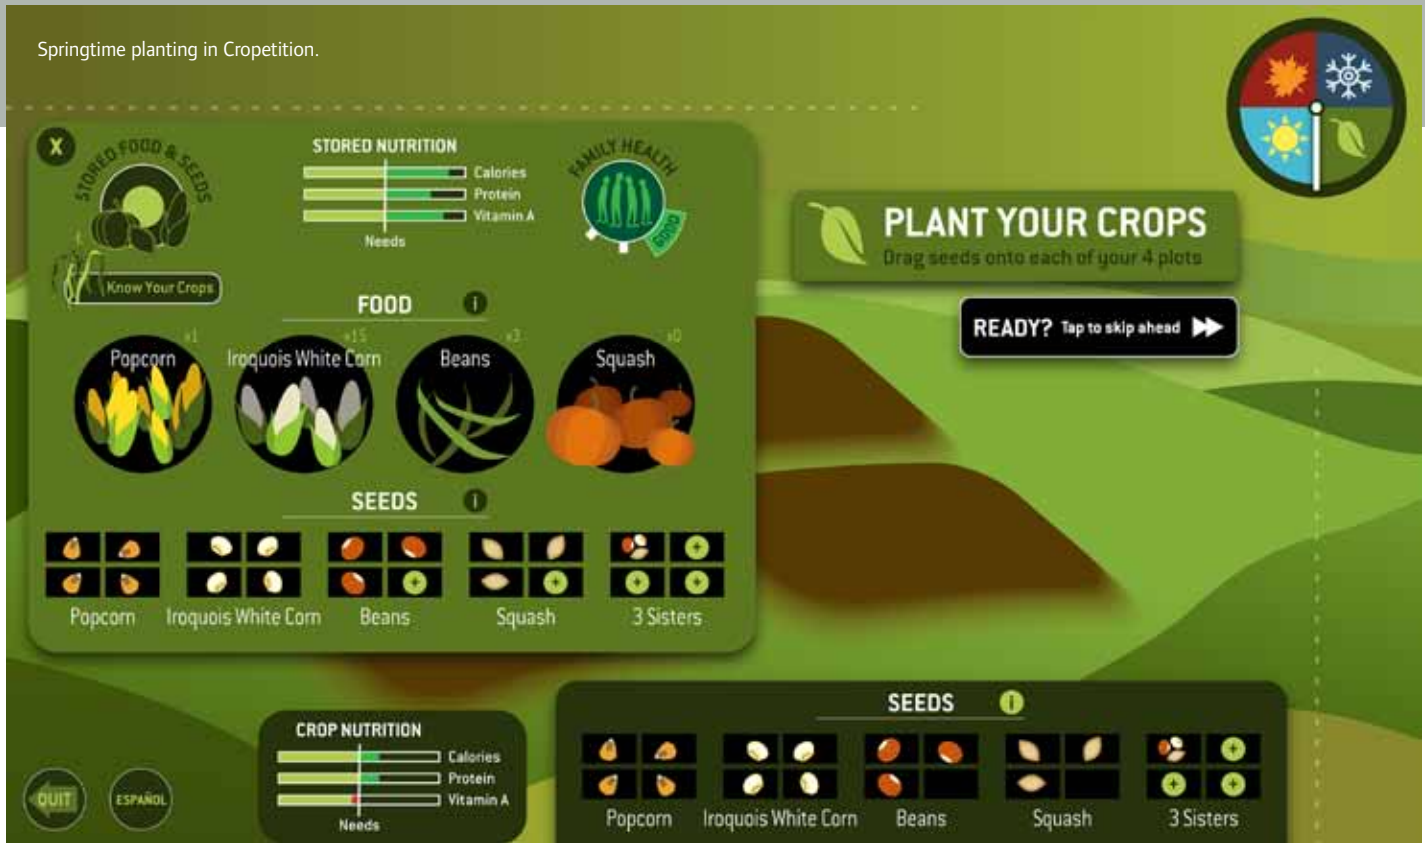 Springtime planting in Cropetition.
X
STORED FOOD & SEEDS
Know Your Crops
STORED NUTRITION
Calories
Protein
Vitamin A
Needs
FAMILY HEALTH
GOOD
PLANT YOUR CROPS
Drag seeds onto each of your 4 plots
READY? Tap to skip ahead
FOOD i
x1
Popcorn
x15
Iroquois White Corn
x3
Beans
x0
Squash
SEEDS i
Popcorn
Iroquois White Corn
Beans
Squash
3 Sisters
CROP NUTRITION
Calories
Protein
Vitamin A
Needs
QUIT
ESPAÑOL
SEEDS i
Popcorn
Iroquois White Corn
Beans
Squash
3 Sisters